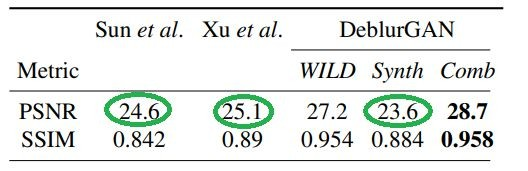 Sun et al. Xu et al. DeblurGAN
Metric WILD Synth Comb
PSNR 24.6 25.1 27.2 23.6 28.7
SSIM 0.842 0.89 0.954 0.884 0.958